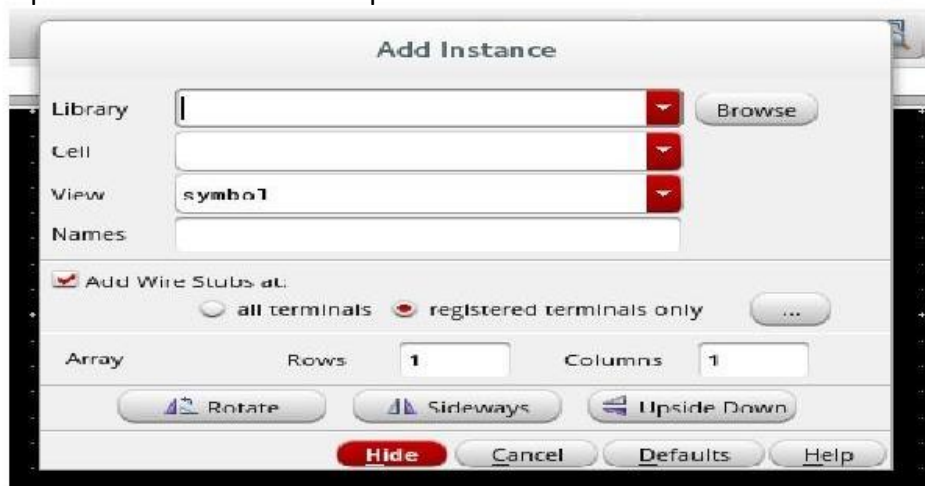 Add Instance
Library Browse
Cell
View symbol
Names
Add Wire Stubs at:
all terminals registered terminals only ...
Array Rows 1 Columns 1
Rotate Sideways Upside Down
Hide Cancel Defaults Help